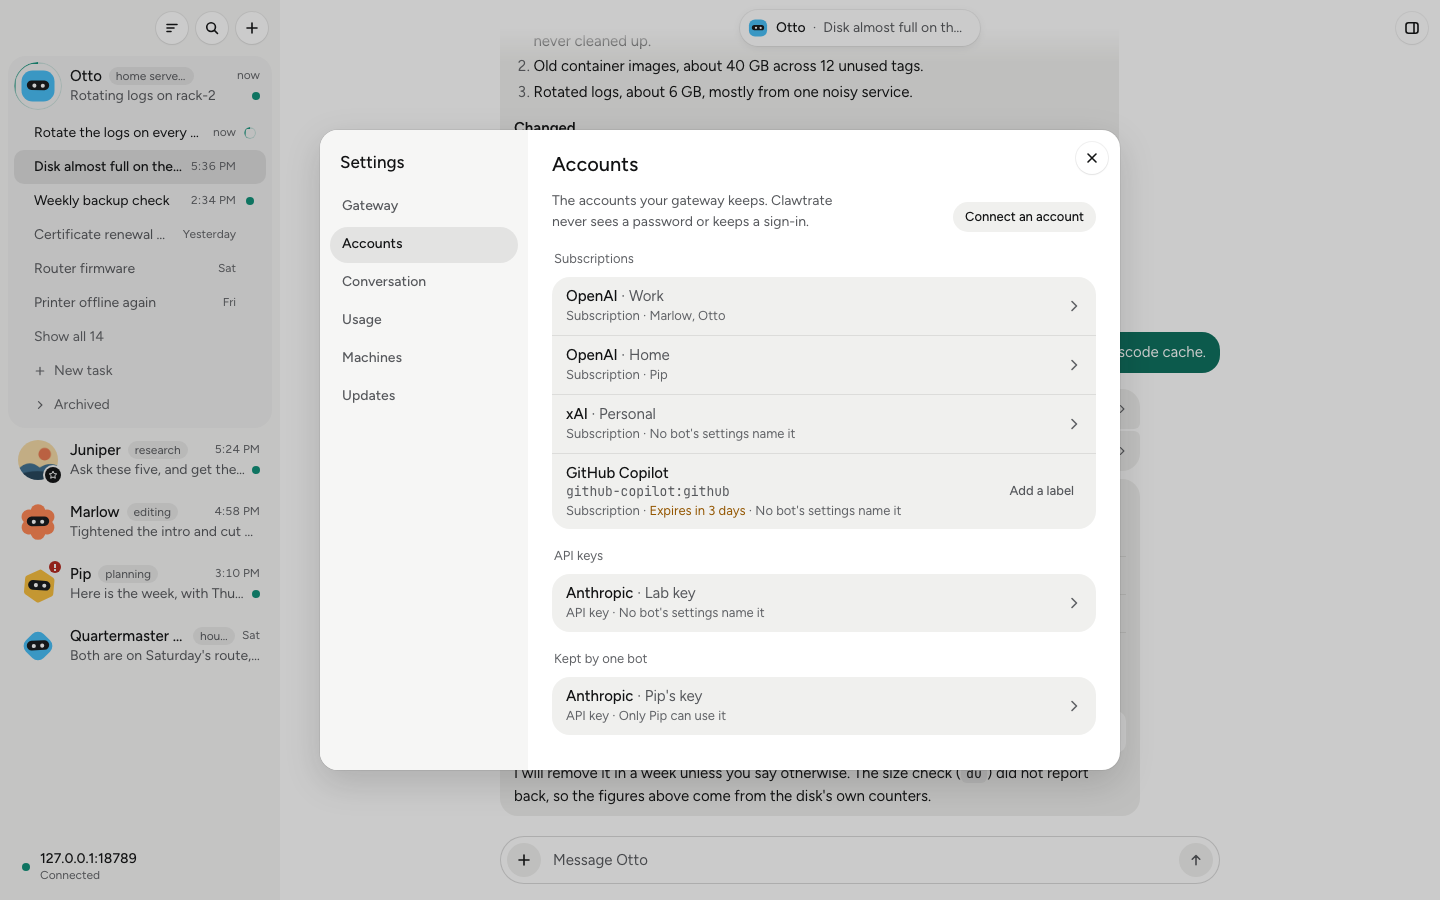 Otto · Disk almost full on th...
Otto home serve... now
Rotating logs on rack-2
Rotate the logs on every ... now
Disk almost full on the... 5:36 PM
Weekly backup check 2:34 PM
Certificate renewal ... Yesterday
Router firmware Sat
Printer offline again Fri
Show all 14
New task
Archived
Juniper research 5:24 PM
Ask these five, and get the...
Marlow editing 4:58 PM
Tightened the intro and cut ...
Pip planning 3:10 PM
Here is the week, with Thu...
Quartermaster ... hou... Sat
Both are on Saturday's route,...
127.0.0.1:18789
Connected
never cleaned up.
2. Old container images, about 40 GB across 12 unused tags.
3. Rotated logs, about 6 GB, mostly from one noisy service.
Changed
scode cache.
Settings
Gateway
Accounts
Conversation
Usage
Machines
Updates
Accounts
The accounts your gateway keeps. Clawtrate
never sees a password or keeps a sign-in.
Connect an account
Subscriptions
OpenAI · Work
Subscription · Marlow, Otto
OpenAI · Home
Subscription · Pip
xAI · Personal
Subscription · No bot's settings name it
GitHub Copilot
github-copilot:github
Add a label
Subscription · Expires in 3 days · No bot's settings name it
API keys
Anthropic · Lab key
API key · No bot's settings name it
Kept by one bot
Anthropic · Pip's key
API key · Only Pip can use it
I will remove it in a week unless you say otherwise. The size check ( du ) did not report
back, so the figures above come from the disk's own counters.
Message Otto